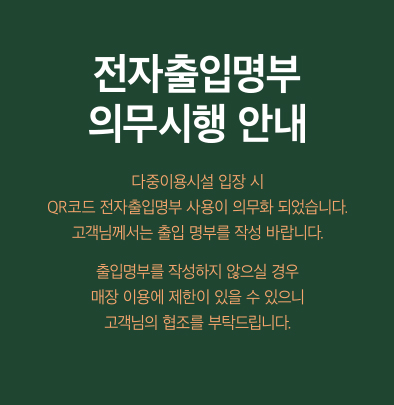 전자출입명부
의무시행 안내
다중이용시설 입장 시
QR코드 전자출입명부 사용이 의무화 되었습니다.
고객님께서는 출입 명부를 작성 바랍니다.
출입명부를 작성하지 않으실 경우
매장 이용에 제한이 있을 수 있으니
고객님의 협조를 부탁드립니다.